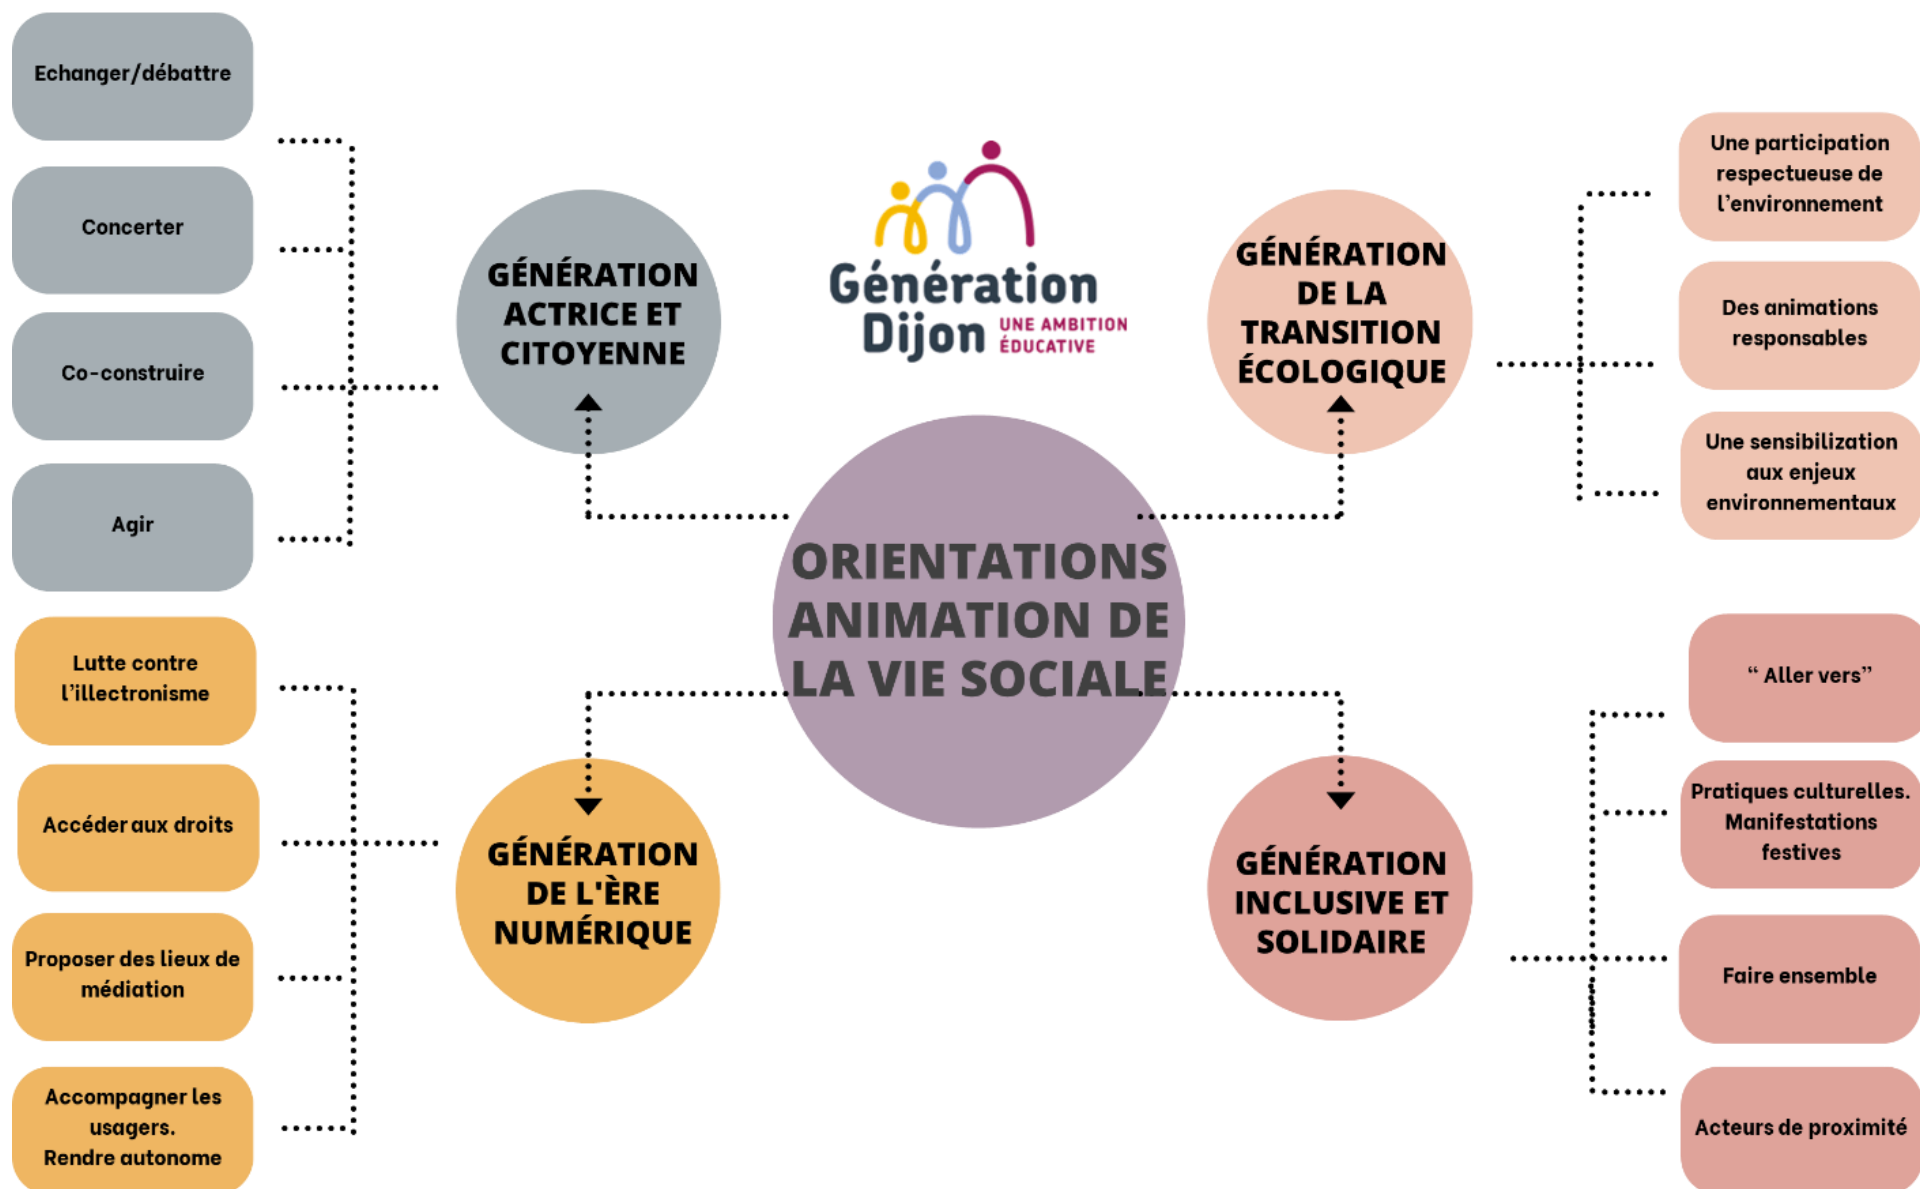 Echanger/débattre
Concerter
Co-construire
Agir
GÉNÉRATION
ACTRICE ET
CITOYENNE
Génération
Dijon
UNE AMBITION
ÉDUCATIVE
GÉNÉRATION
DE LA
TRANSITION
ÉCOLOGIQUE
Une participation
respectueuse de
l'environnement
Des animations
responsables
Une sensibilization
aux enjeux
environnementaux
ORIENTATIONS
ANIMATION DE
LA VIE SOCIALE
Lutte contre
l'illectronisme
Accéder aux droits
Proposer des lieux de
médiation
Accompagner les
usagers.
Rendre autonome
GÉNÉRATION
DE L'ÈRE
NUMÉRIQUE
GÉNÉRATION
INCLUSIVE ET
SOLIDAIRE
“ Aller vers”
Pratiques culturelles.
Manifestations
festives
Faire ensemble
Acteurs de proximité